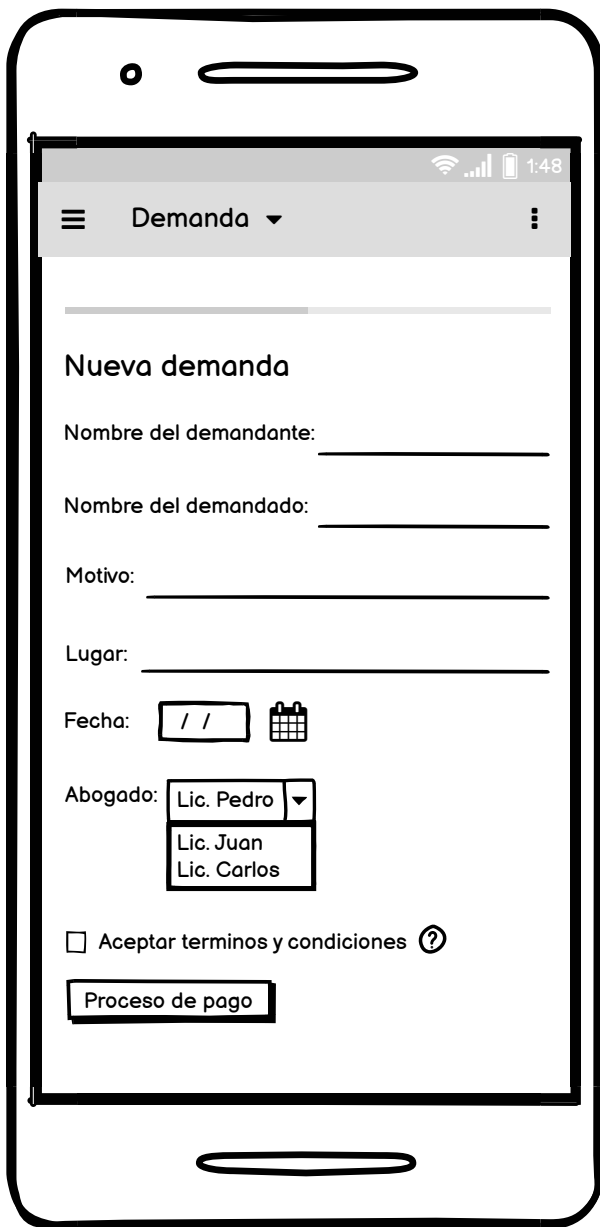 1:48
Demanda
Nueva demanda
Nombre del demandante:
Nombre del demandado:
Motivo:
Lugar:
Fecha: / /
Abogado: Lic. Pedro
Lic. Juan
Lic. Carlos
Aceptar terminos y condiciones ?
Proceso de pago